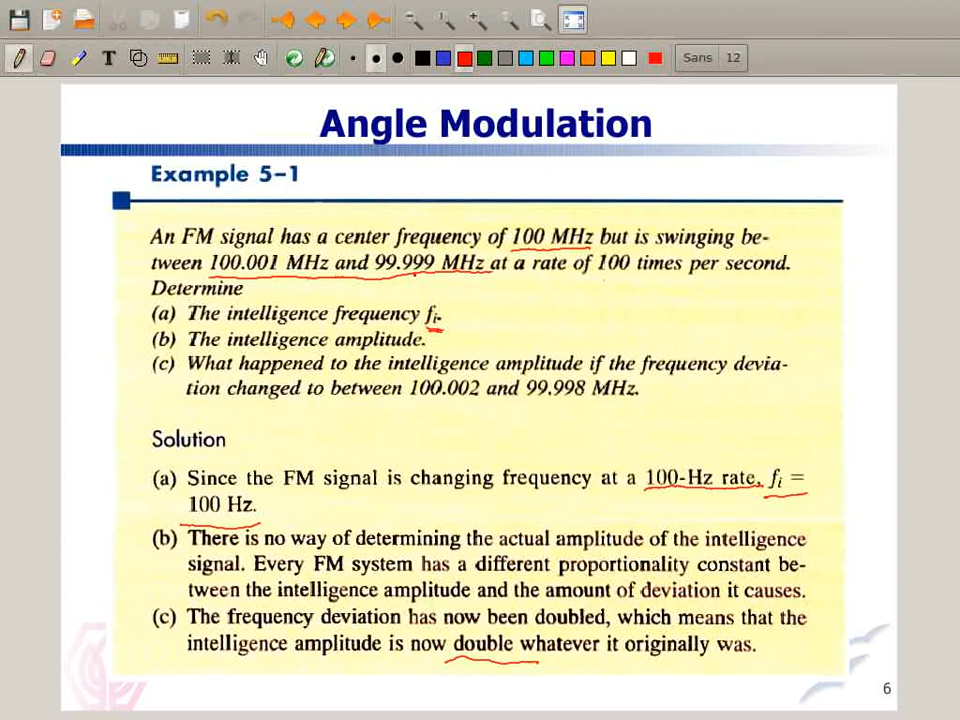 Sans 12
Angle Modulation
Example 5-1
An FM signal has a center frequency of 100 MHz but is swinging be-
tween 100.001 MHz and 99.999 MHz at a rate of 100 times per second.
Determine
(a) The intelligence frequency fi.
(b) The intelligence amplitude.
(c) What happened to the intelligence amplitude if the frequency devia-
tion changed to between 100.002 and 99.998 MHz.
Solution
(a) Since the FM signal is changing frequency at a 100-Hz rate, fi =
100 Hz.
(b) There is no way of determining the actual amplitude of the intelligence
signal. Every FM system has a different proportionality constant be-
tween the intelligence amplitude and the amount of deviation it causes.
(c) The frequency deviation has now been doubled, which means that the
intelligence amplitude is now double whatever it originally was.
6